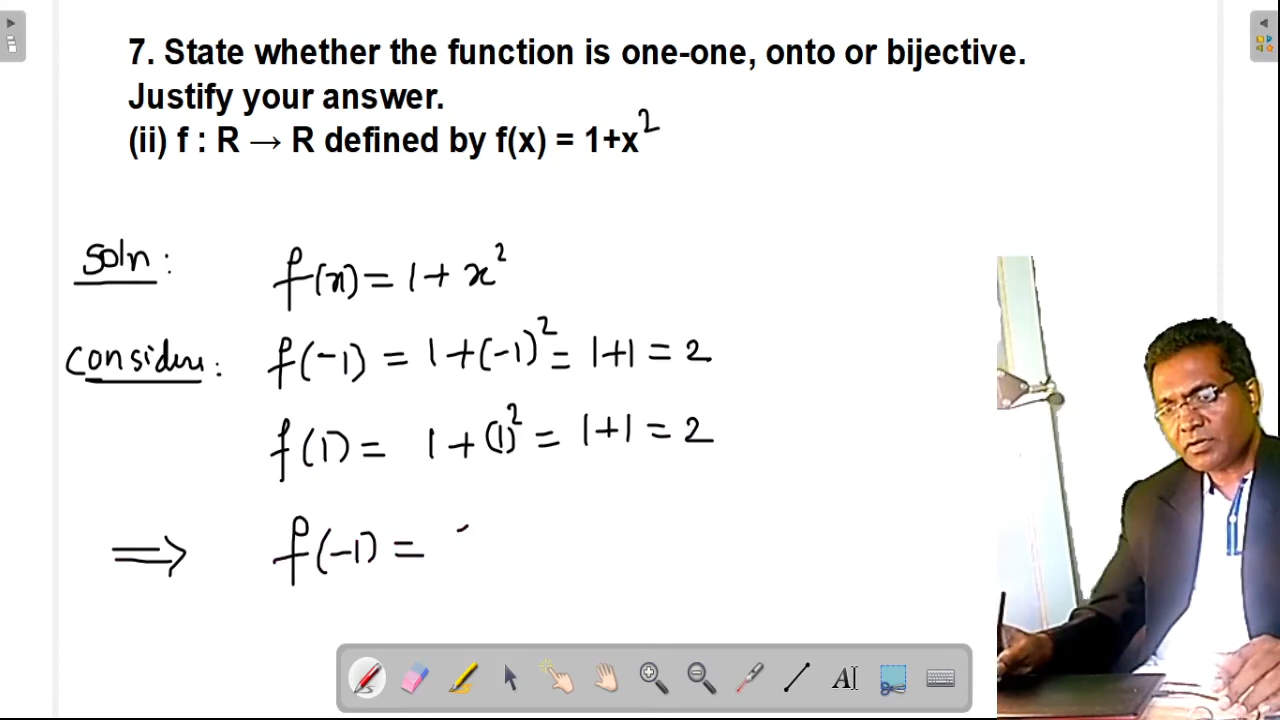 7. State whether the function is one-one, onto or bijective.
Justify your answer.
(ii) f : R → R defined by f(x) = 1+x²
Soln : f(x) = 1 + x²
Consider : f(-1) = 1+(-1)² = 1+1 = 2
f(1) = 1 + (1)² = 1+1 = 2
⟹ f(-1) =
AI